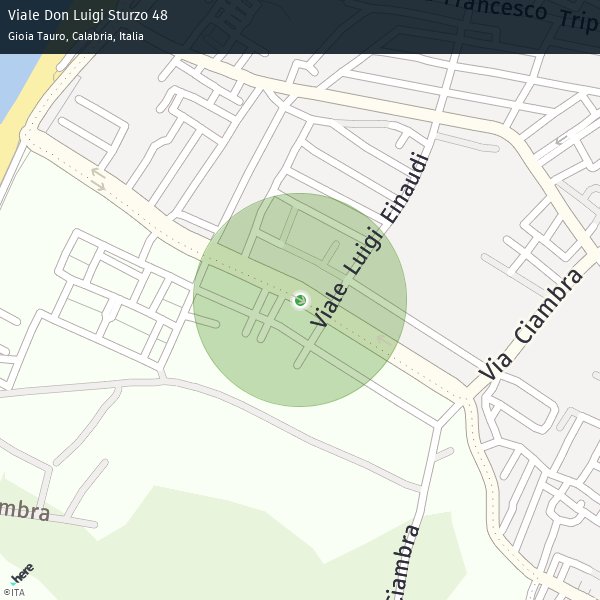 Viale Don Luigi Sturzo 48
Gioia Tauro, Calabria, Italia
Francesco Trip
Viale Luigi Einaudi
Via Ciambra
mbra
Ciambra
here
©ITA